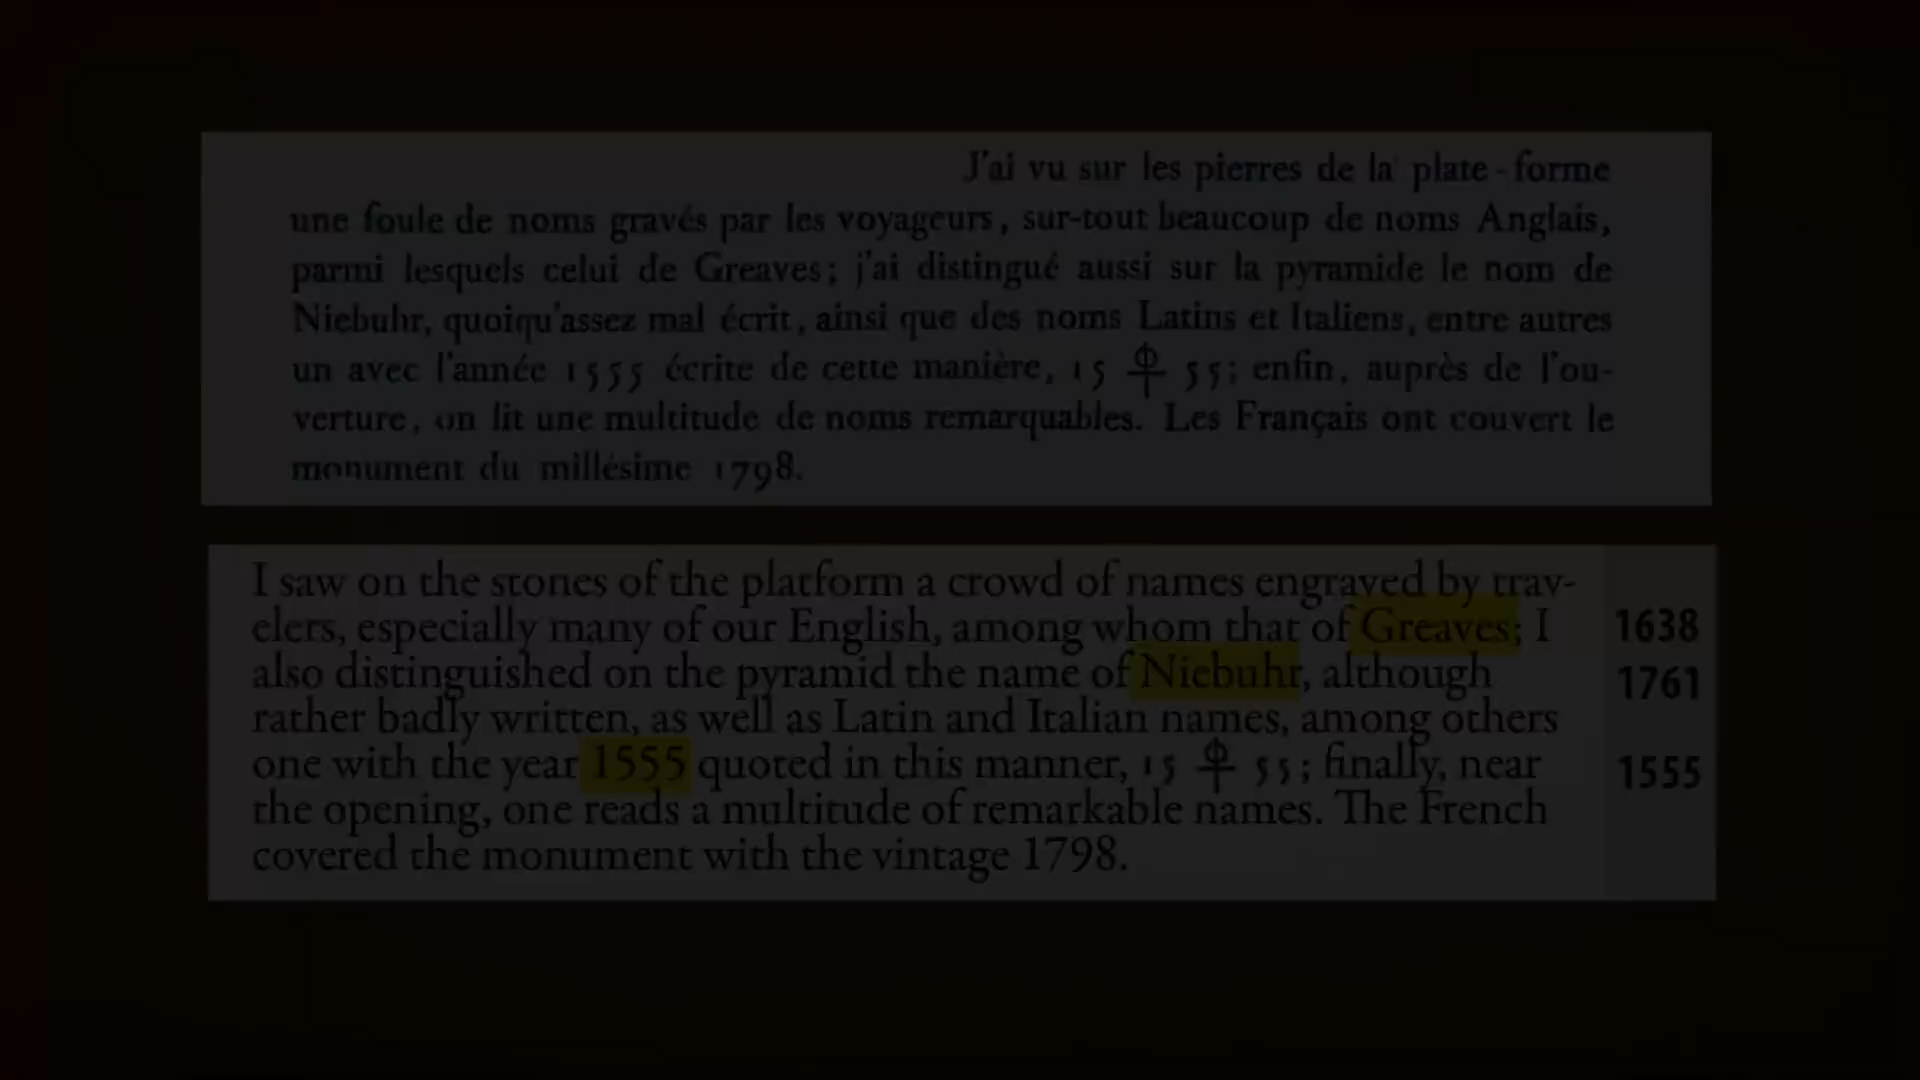 J'ai vu sur les pierres de la plate-forme
une foule de noms gravés par les voyageurs, sur-tout beaucoup de noms Anglais,
parmi lesquels celui de Greaves; j'ai distingué aussi sur la pyramide le nom de
Niebuhr, quoiqu'assez mal écrit, ainsi que des noms Latins et Italiens, entre autres
un avec l'année 1555 écrite de cette manière, 15 55; enfin, auprès de l'ou-
verture, on lit une multitude de noms remarquables. Les Français ont couvert le
monument du millésime 1798.
I saw on the stones of the platform a crowd of names engraved by trav-
elers, especially many of our English, among whom that of Greaves; I 1638
also distinguished on the pyramid the name of Niebuhr, although 1761
rather badly written, as well as Latin and Italian names, among others
one with the year 1555 quoted in this manner, 15 55; finally, near 1555
the opening, one reads a multitude of remarkable names. The French
covered the monument with the vintage 1798.